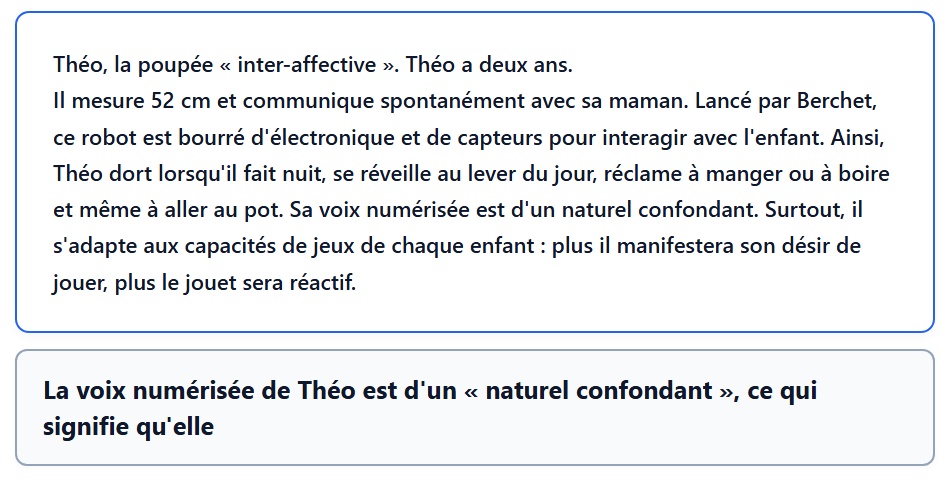 Théo, la poupée « inter-affective ». Théo a deux ans.
Il mesure 52 cm et communique spontanément avec sa maman. Lancé par Berchet,
ce robot est bourré d'électronique et de capteurs pour interagir avec l'enfant. Ainsi,
Théo dort lorsqu'il fait nuit, se réveille au lever du jour, réclame à manger ou à boire
et même à aller au pot. Sa voix numérisée est d'un naturel confondant. Surtout, il
s'adapte aux capacités de jeux de chaque enfant : plus il manifestera son désir de
jouer, plus le jouet sera réactif.
La voix numérisée de Théo est d'un « naturel confondant », ce qui
signifie qu'elle